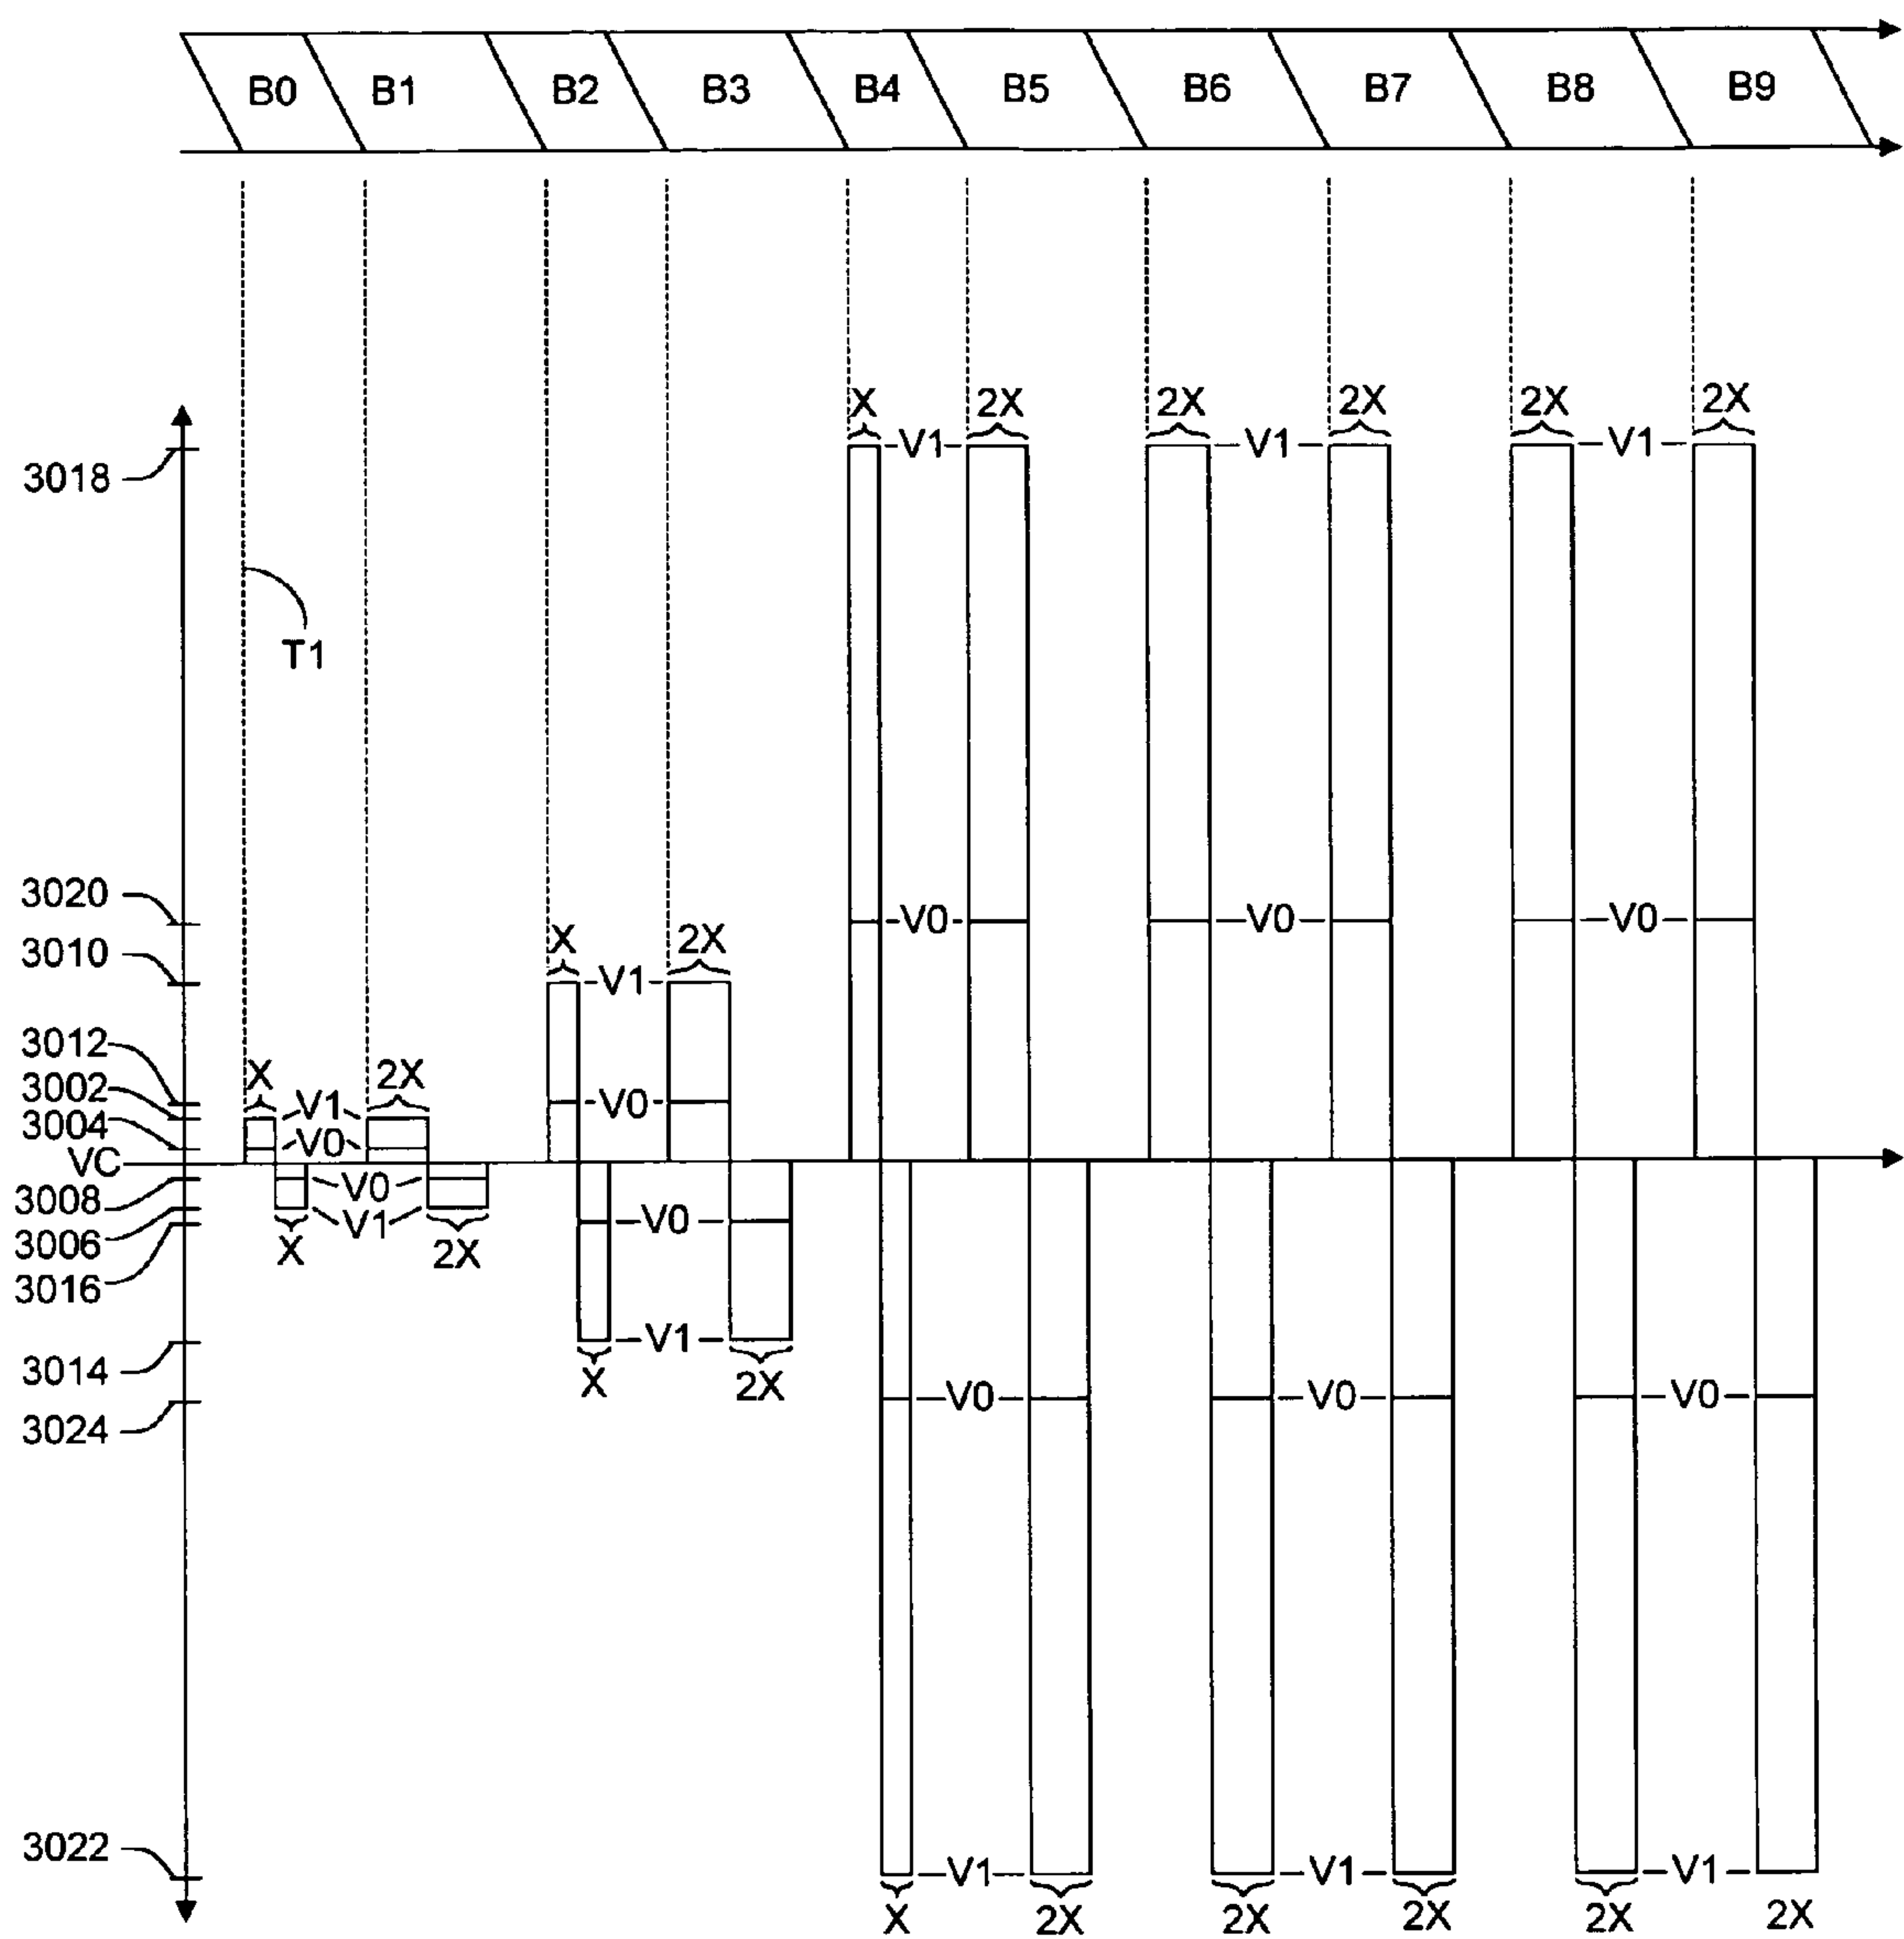 B0 B1 B2 B3 B4 B5 B6 B7 B8 B9
X 2X 2X 2X 2X 2X
V1 V1 V1
3018
T1
3020 V0 V0 V0
X 2X
3010 V1
3012
X 2X
3002 V1 V0
3004 V0
VC
3008 V0 V0
3006 V1
X 2X
3016
V1
3014 X 2X
V0 V0 V0
3024
3022 V1 V1 V1
X 2X 2X 2X 2X 2X